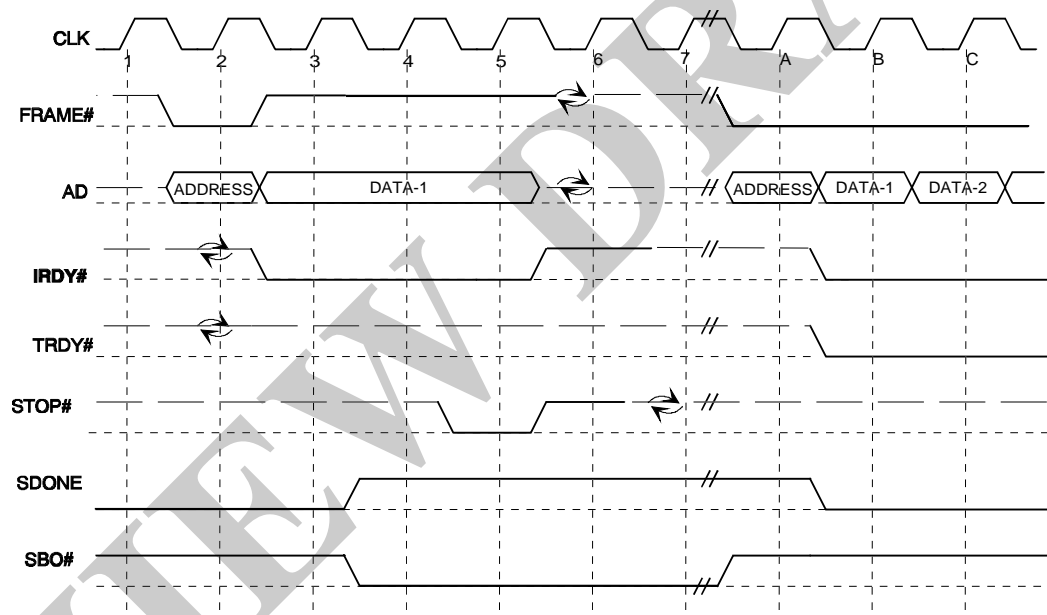 CLK
1 2 3 4 5 6 7 A B C
FRAME#
AD ADDRESS DATA-1 ADDRESS DATA-1 DATA-2
IRDY#
TRDY#
STOP#
SDONE
SBO#